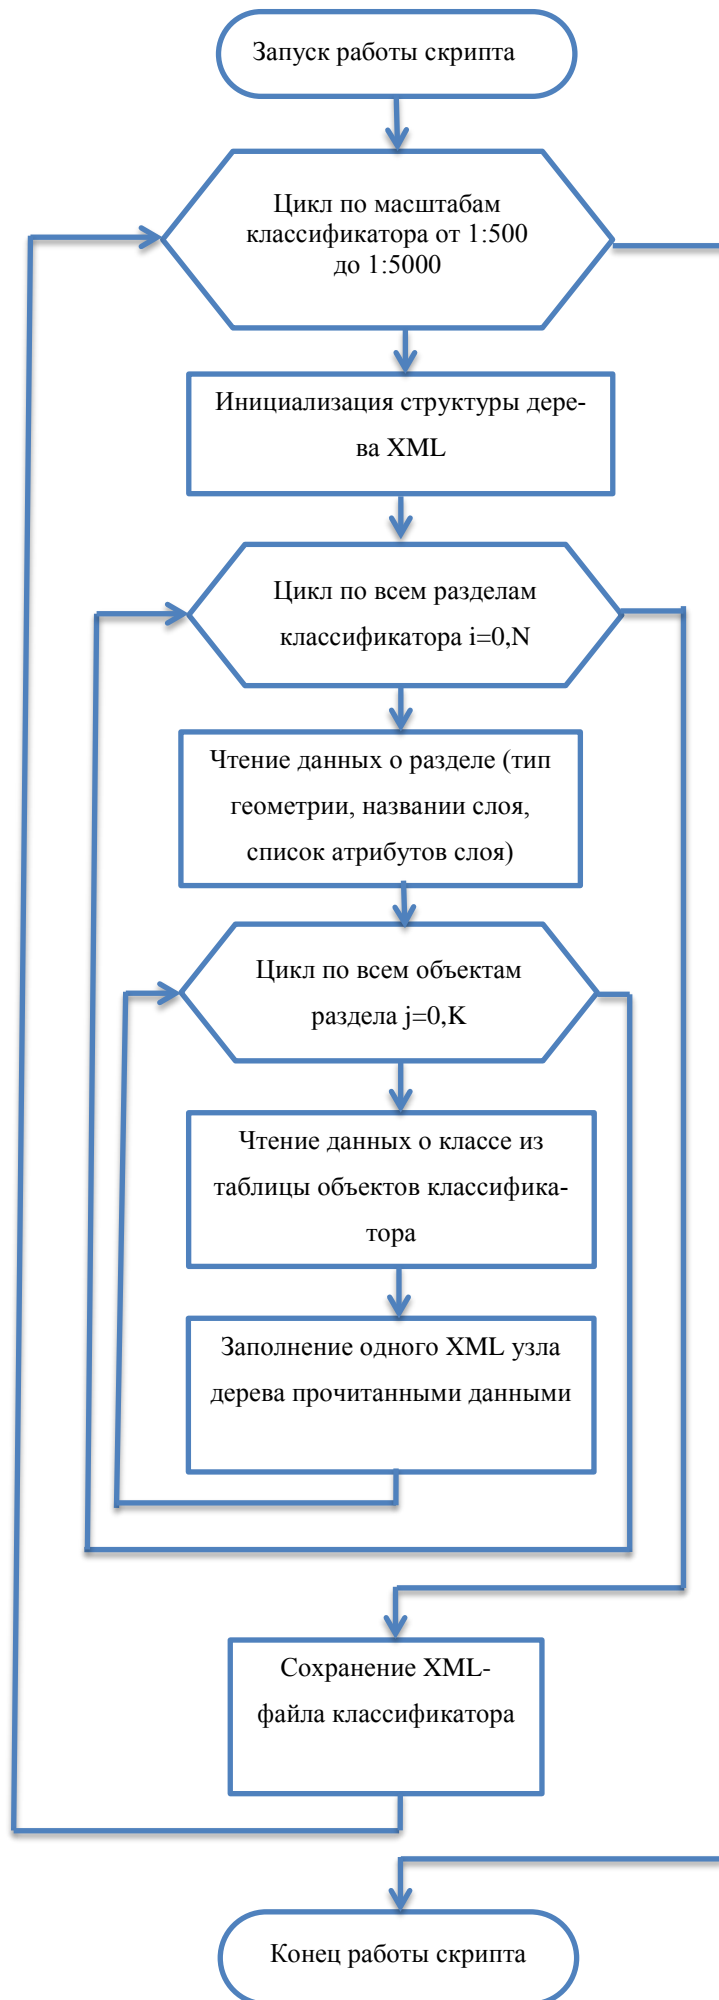 Запуск работы скрипта
Цикл по масштабам
классификатора от 1:500
до 1:5000
Инициализация структуры дере-
ва XML
Цикл по всем разделам
классификатора i=0,N
Чтение данных о разделе (тип
геометрии, названии слоя,
список атрибутов слоя)
Цикл по всем объектам
раздела j=0,K
Чтение данных о классе из
таблицы объектов классифика-
тора
Заполнение одного XML узла
дерева прочитанными данными
Сохранение XML-
файла классификатора
Конец работы скрипта